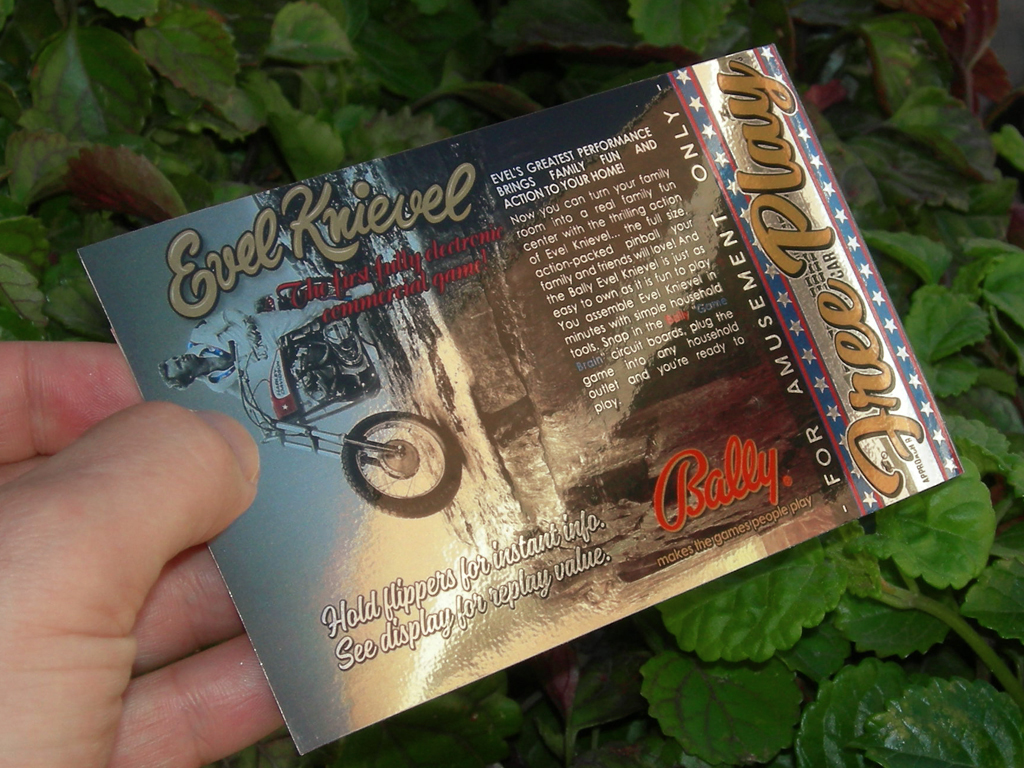 Evel Knievel
The first fully electronic
commercial game!
EVEL'S GREATEST PERFORMANCE
BRINGS FAMILY FUN AND
ACTION TO YOUR HOME!
Now you can turn your family
room into a real family fun
center with the thrilling action
of Evel Knievel... the full size,
action-packed pinball your
family and friends will love! And
the Bally Evel Knievel is just as
easy to own as it is fun to play.
You assemble Evel Knievel in
minutes with simple household
tools. Snap in the Bally "Game
Brain" circuit boards, plug the
game into any household
outlet and you're ready to
play.
Bally.
makes the games people play
Hold flippers for instant info.
See display for replay value.
- FOR AMUSEMENT ONLY -
Free Play